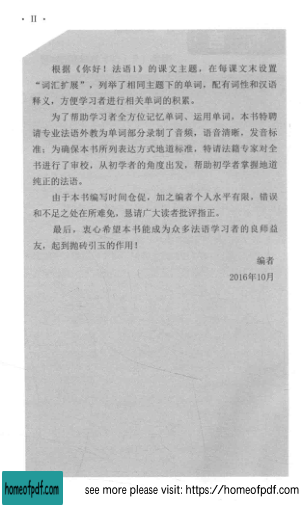 · II ·
根据《你好！法语1》的课文主题，在每课文末设置
“词汇扩展”，列举了相同主题下的单词，配有词性和汉语
释义，方便学习者进行相关单词的积累。
为了帮助学习者全方位记忆单词、运用单词，本书特聘
请专业法语外教为单词部分录制了音频，语音清晰，发音标
准；为确保本书所列表达方式地道标准，特请法籍专家对全
书进行了审校，从初学者的角度出发，帮助初学者掌握地道
纯正的法语。
由于本书编写时间仓促，加之编者个人水平有限，错误
和不足之处在所难免，恳请广大读者批评指正。
最后，衷心希望本书能成为众多法语学习者的良师益
友，起到抛砖引玉的作用！
编者
2016年10月
homeofpdf.com
see more please visit: https://homeofpdf.com